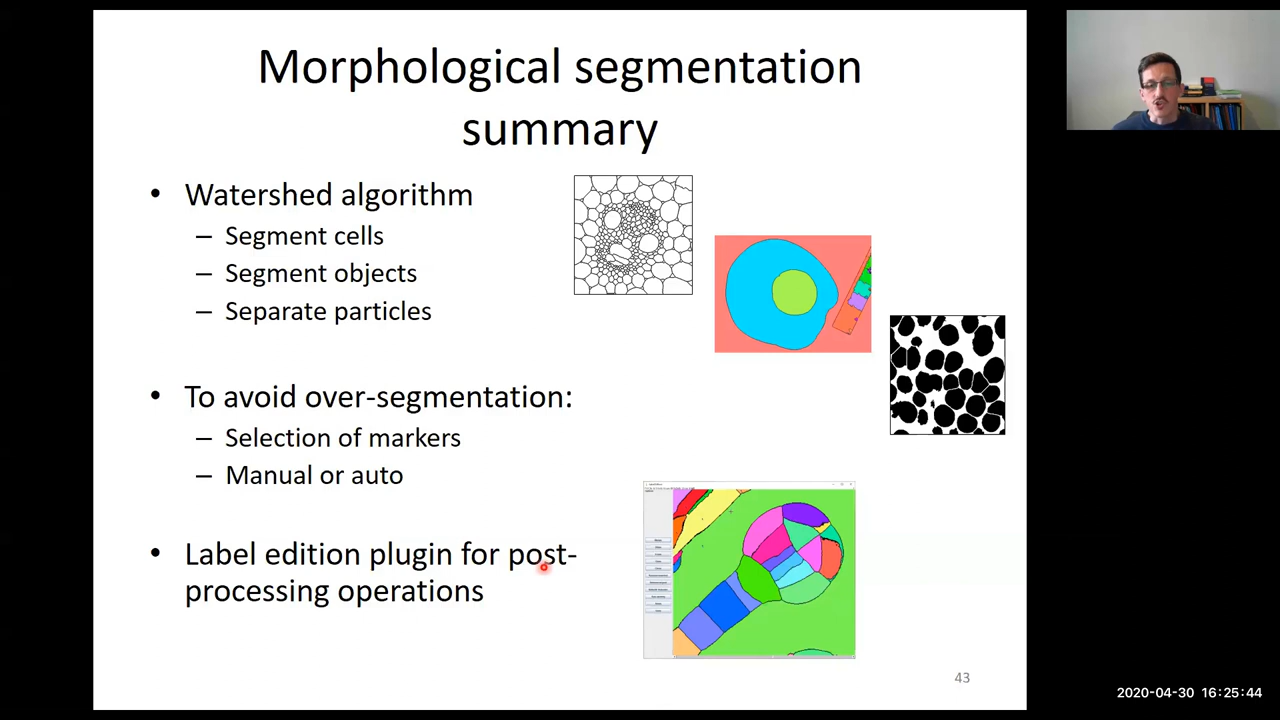 Morphological segmentation
summary
• Watershed algorithm
– Segment cells
– Segment objects
– Separate particles
• To avoid over-segmentation:
– Selection of markers
– Manual or auto
• Label edition plugin for post-
processing operations
43
2020-04-30 16:25:44